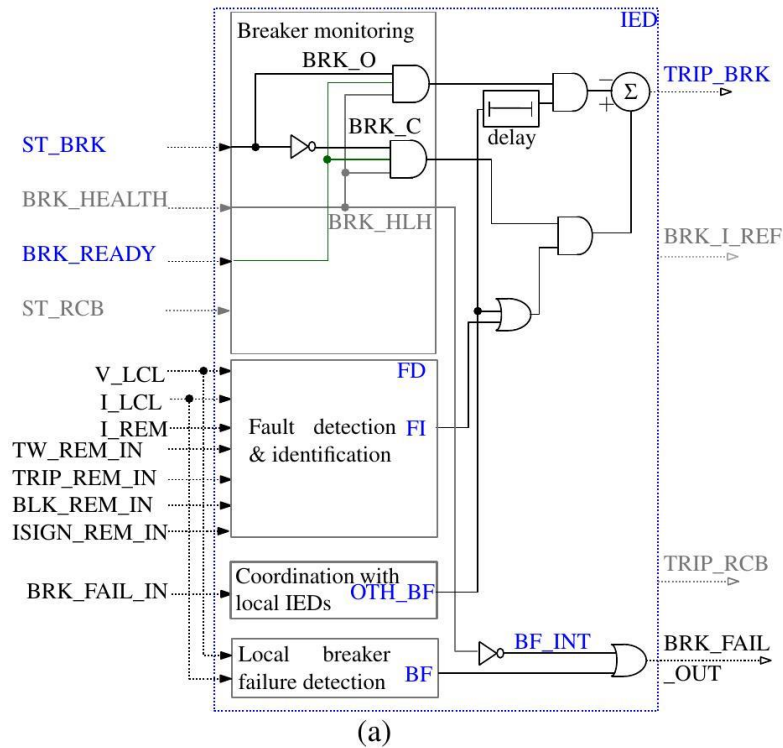 IED
Breaker monitoring
BRK_O
TRIP_BRK
− Σ
+
delay
BRK_C
ST_BRK
BRK_HEALTH
BRK_HLH
BRK_I_REF
BRK_READY
ST_RCB
V_LCL
FD
I_LCL
I_REM
Fault detection FI
& identification
TW_REM_IN
TRIP_REM_IN
BLK_REM_IN
ISIGN_REM_IN
TRIP_RCB
Coordination with
BRK_FAIL_IN
local IEDs OTH_BF
BF_INT
BRK_FAIL
_OUT
Local breaker
failure detection BF
(a)